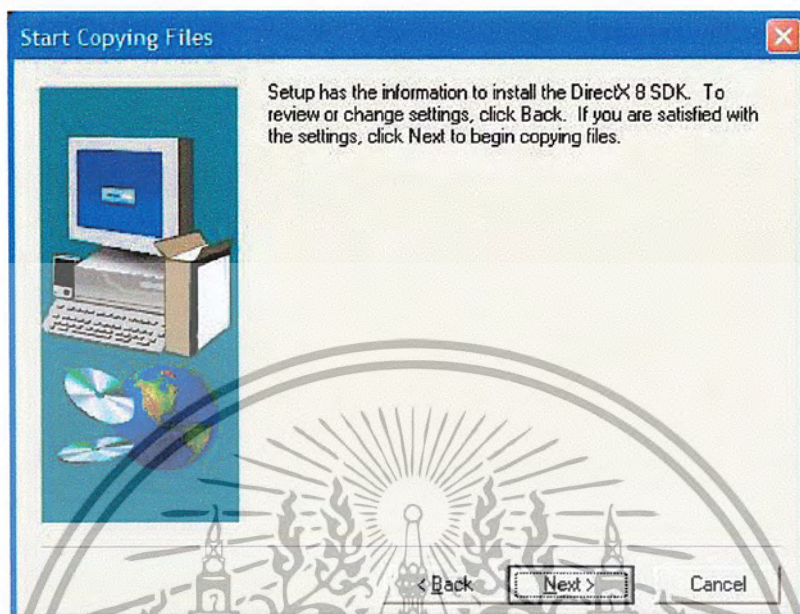 Start Copying Files
Setup has the information to install the DirectX 8 SDK. To
review or change settings, click Back. If you are satisfied with
the settings, click Next to begin copying files.
< Back
Next >
Cancel